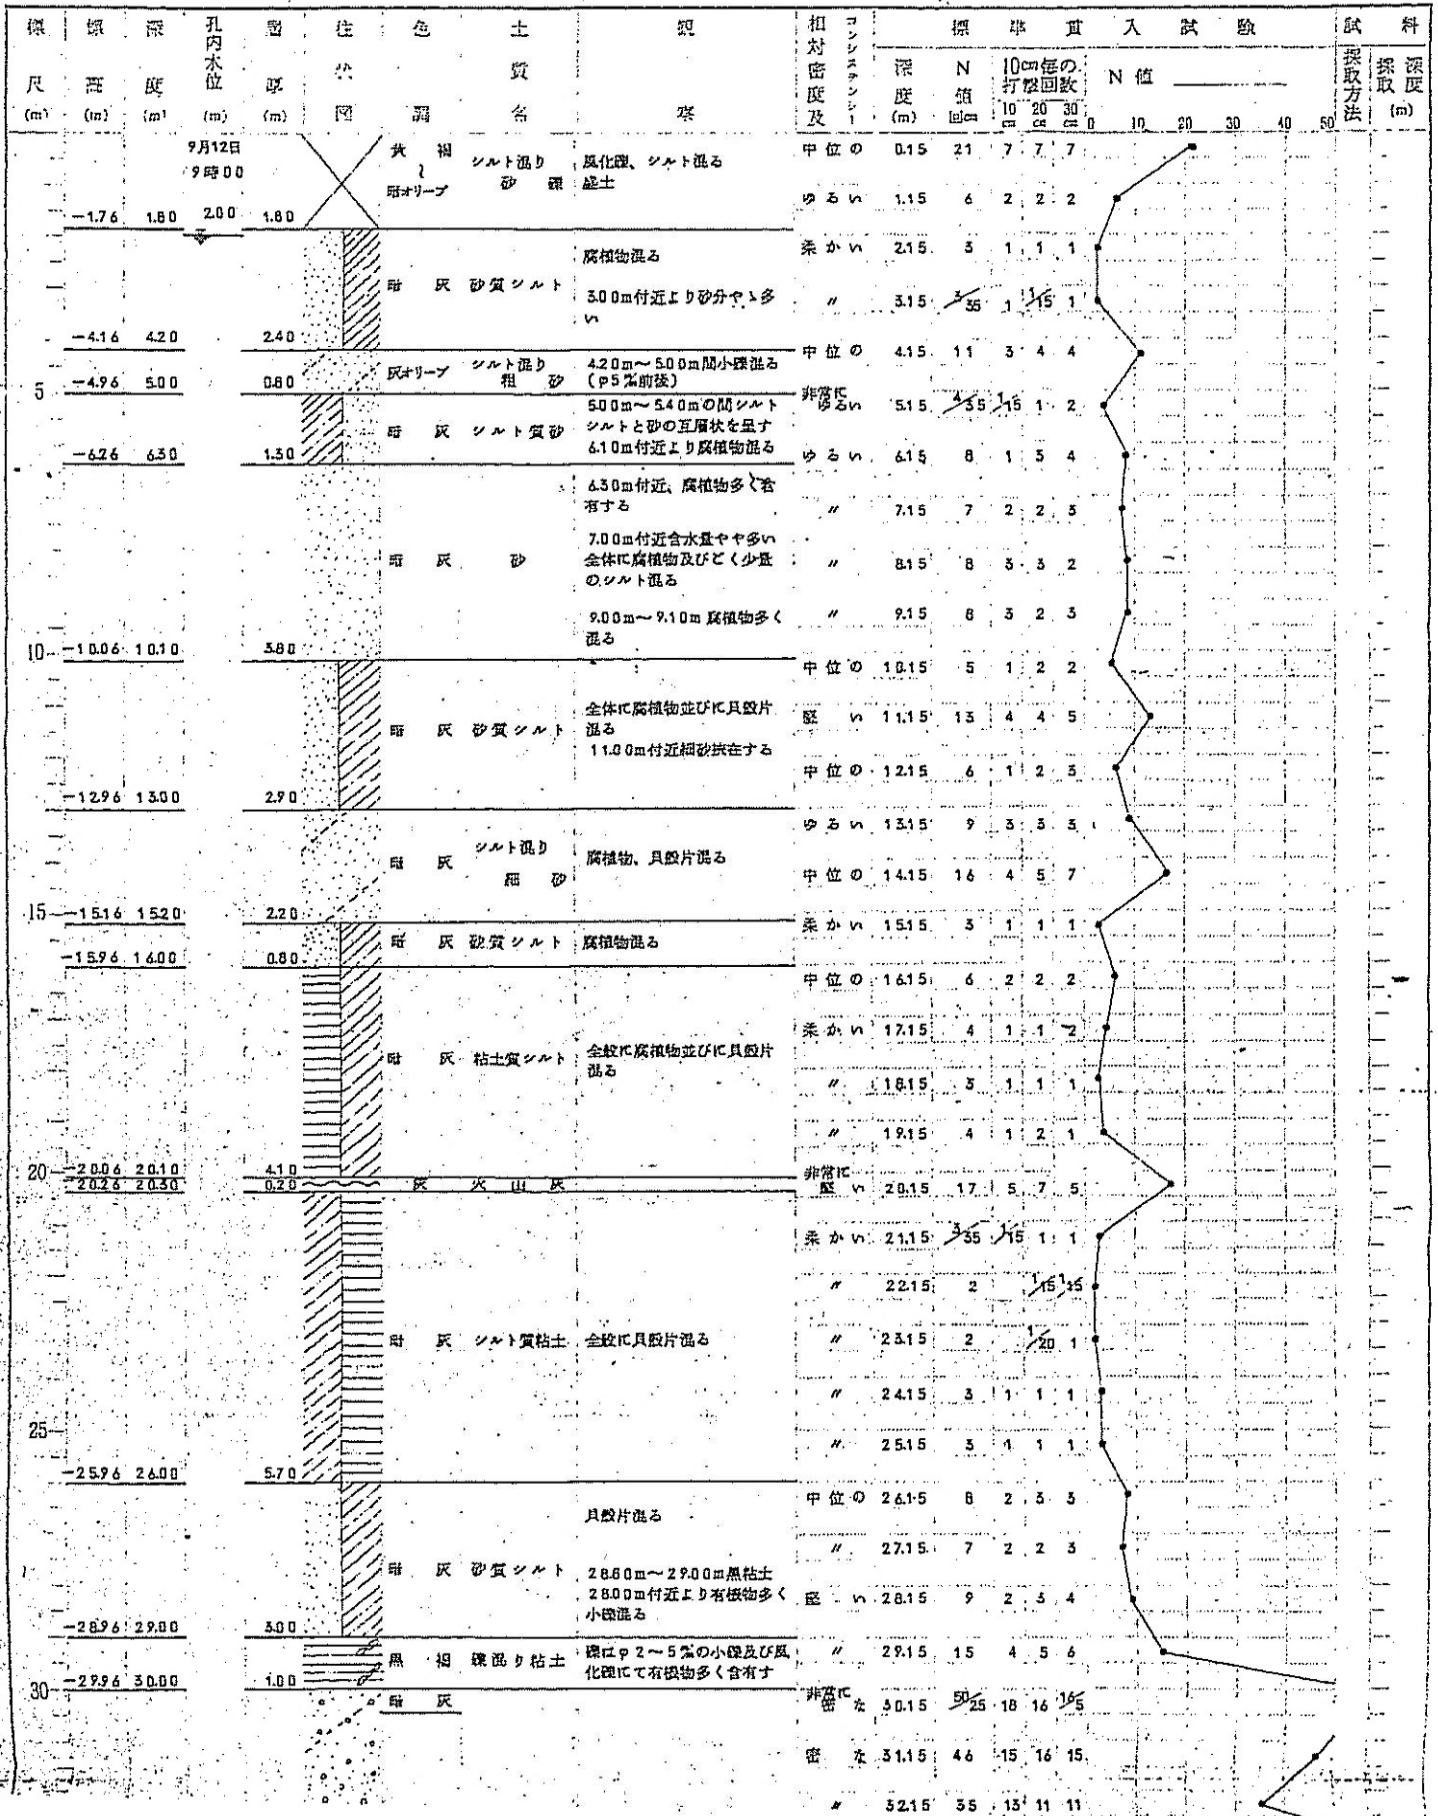 標尺(m) 標高(m) 深度(m) 孔内水位(m) 層厚(m) 柱状図 色調 土質名 観察 相対密度及コンシステンシー 標準貫入試験 試料
深度(m) N値 10cm毎の打撃回数 10cm 20cm 30cm N値 0 10 20 30 40 50 採取方法 採取深度(m)
9月12日
9時00
2.00
-1.76 1.80 1.80 黄褐~暗オリーブ シルト混り砂礫 風化礫、シルト混る
盛土
-4.16 4.20 2.40 暗灰 砂質シルト 腐植物混る
3.00m付近より砂分やゝ多
い
-4.96 5.00 0.80 灰オリーブ シルト混り粗砂 4.20m~5.00m間小礫混る
(φ5%前後)
5
-6.26 6.30 1.30 暗灰 シルト質砂 5.00m~5.40mの間シルト
シルトと砂の互層状を呈す
6.10m付近より腐植物混る
-10.06 10.10 3.80 暗灰 砂 6.30m付近、腐植物多く含
有する
7.00m付近含水量やや多い
全体に腐植物及びごく少量
のシルト混る
9.00m~9.10m腐植物多く
混る
10
-12.96 13.00 2.90 暗灰 砂質シルト 全体に腐植物並びに貝殻片
混る
11.00m付近細砂挟在する
-15.16 15.20 2.20 暗灰 シルト混り細砂 腐植物、貝殻片混る
15
-15.96 16.00 0.80 暗灰 砂質シルト 腐植物混る
-20.06 20.10 4.10 暗灰 粘土質シルト 全般に腐植物並びに貝殻片
混る
20
-20.26 20.30 0.20 灰 火山灰
-25.96 26.00 5.70 暗灰 シルト質粘土 全般に貝殻片混る
25
-28.96 29.00 3.00 暗灰 砂質シルト 貝殻片混る
28.80m~29.00m黒粘土
28.00m付近より有機物多く
小礫混る
-29.96 30.00 1.00 黒褐 礫混り粘土 礫はφ2~5%の小礫及び風
化礫にて有機物多く含有す
30
暗灰
中位の 0.15 21 7 7 7
ゆるい 1.15 6 2 2 2
柔かい 2.15 3 1 1 1
〃 3.15 3/35 1 1/15 1
中位の 4.15 11 3 4 4
非常にゆるい 5.15 4/35 1/15 1 2
ゆるい 6.15 8 1 3 4
〃 7.15 7 2 2 3
〃 8.15 8 3 3 2
〃 9.15 8 3 2 3
中位の 10.15 5 1 2 2
堅い 11.15 13 4 4 5
中位の 12.15 6 1 2 3
ゆるい 13.15 9 3 3 3
中位の 14.15 16 4 5 7
柔かい 15.15 3 1 1 1
中位の 16.15 6 2 2 2
柔かい 17.15 4 1 1 2
〃 18.15 3 1 1 1
〃 19.15 4 1 2 1
非常に堅い 20.15 17 5 7 5
柔かい 21.15 3/35 1/15 1 1
〃 22.15 2 1/15 1/15
〃 23.15 2 1/20 1
〃 24.15 3 1 1 1
〃 25.15 3 1 1 1
中位の 26.15 8 2 3 3
〃 27.15 7 2 2 3
堅い 28.15 9 2 3 4
〃 29.15 15 4 5 6
非常に密な 30.15 50/25 18 16 16/5
密な 31.15 46 15 16 15
〃 32.15 35 13 11 11